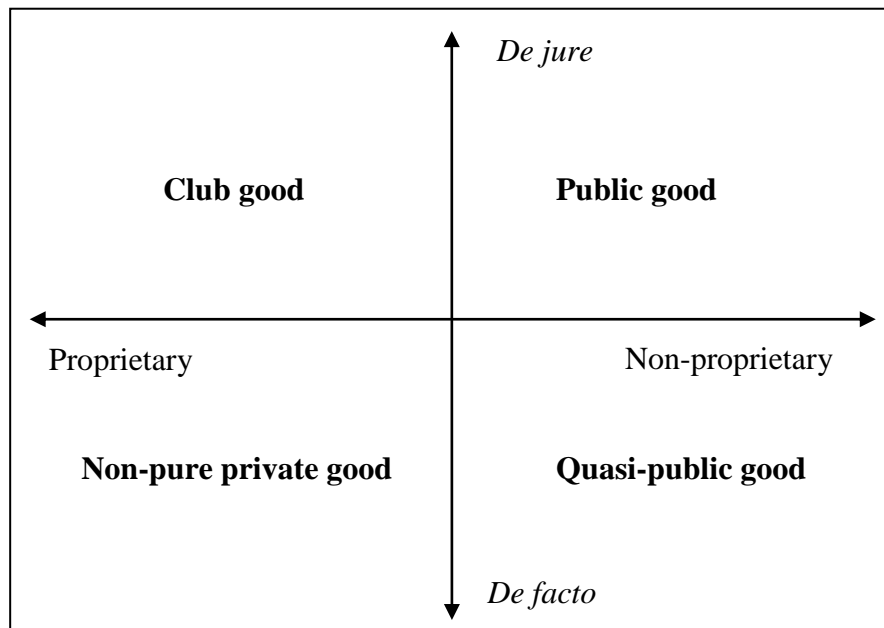 De jure
Club good
Public good
Proprietary
Non-proprietary
Non-pure private good
Quasi-public good
De facto